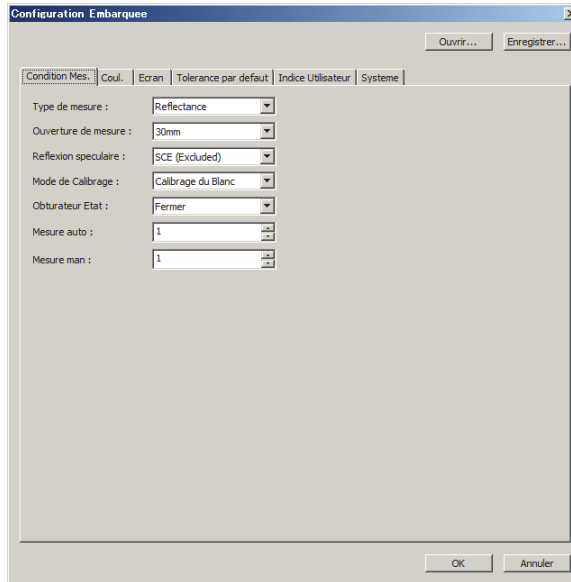 Configuration Embarquee
Ouvrir... Enregistrer...
Condition Mes. Coul. Ecran Tolerance par defaut Indice Utilisateur Systeme
Type de mesure : Reflectance
Ouverture de mesure : 30mm
Reflexion speculaire : SCE (Excluded)
Mode de Calibrage : Calibrage du Blanc
Obturateur Etat : Fermer
Mesure auto : 1
Mesure man : 1
OK Annuler